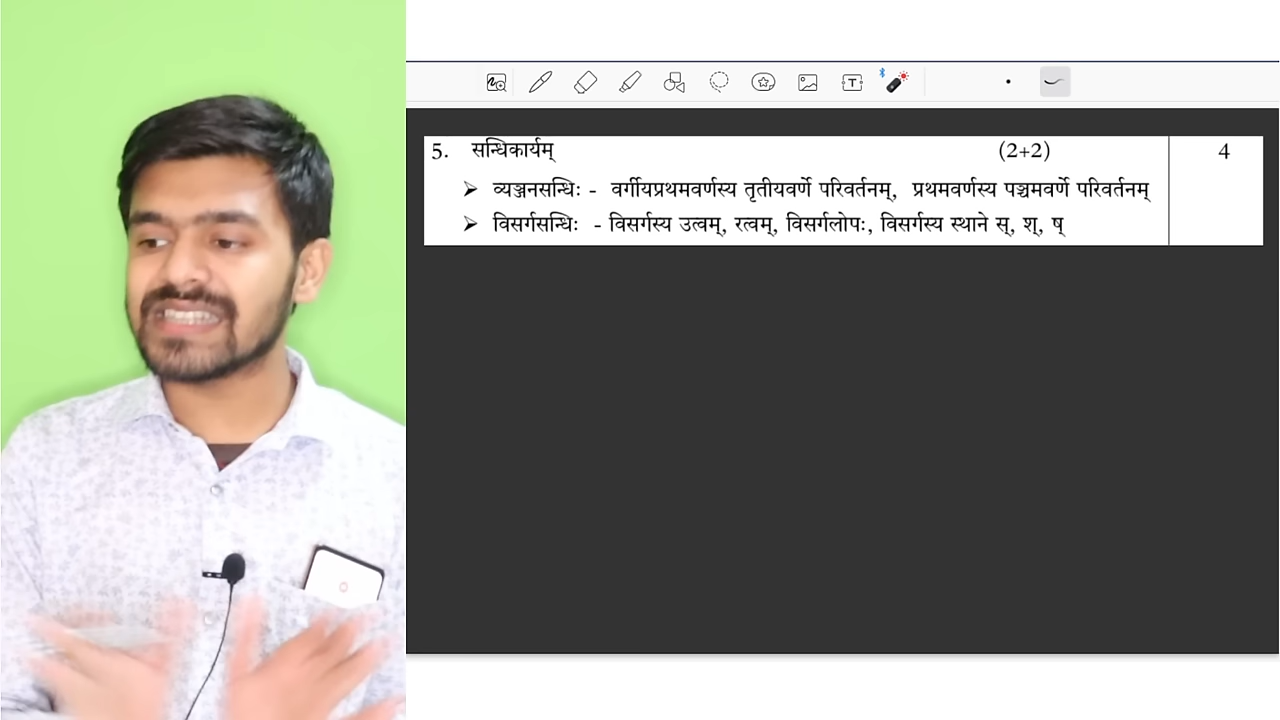 5. सन्धिकार्यम् (2+2) 4
➢ व्यञ्जनसन्धिः - वर्गीयप्रथमवर्णस्य तृतीयवर्णे परिवर्तनम्, प्रथमवर्णस्य पञ्चमवर्णे परिवर्तनम्
➢ विसर्गसन्धिः - विसर्गस्य उत्वम्, रत्वम्, विसर्गलोपः, विसर्गस्य स्थाने स्, श्, ष्